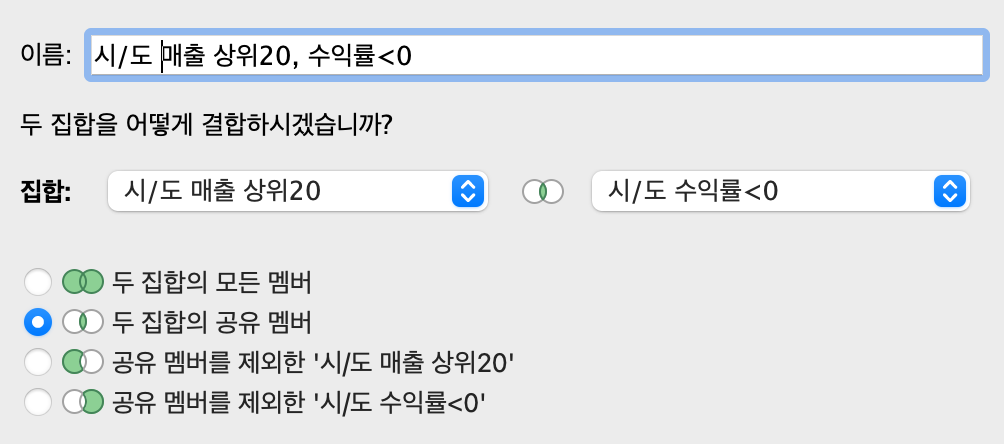 이름: 시/도 매출 상위20, 수익률<0
두 집합을 어떻게 결합하시겠습니까?
집합: 시/도 매출 상위20 시/도 수익률<0
두 집합의 모든 멤버
두 집합의 공유 멤버
공유 멤버를 제외한 '시/도 매출 상위20'
공유 멤버를 제외한 '시/도 수익률<0'